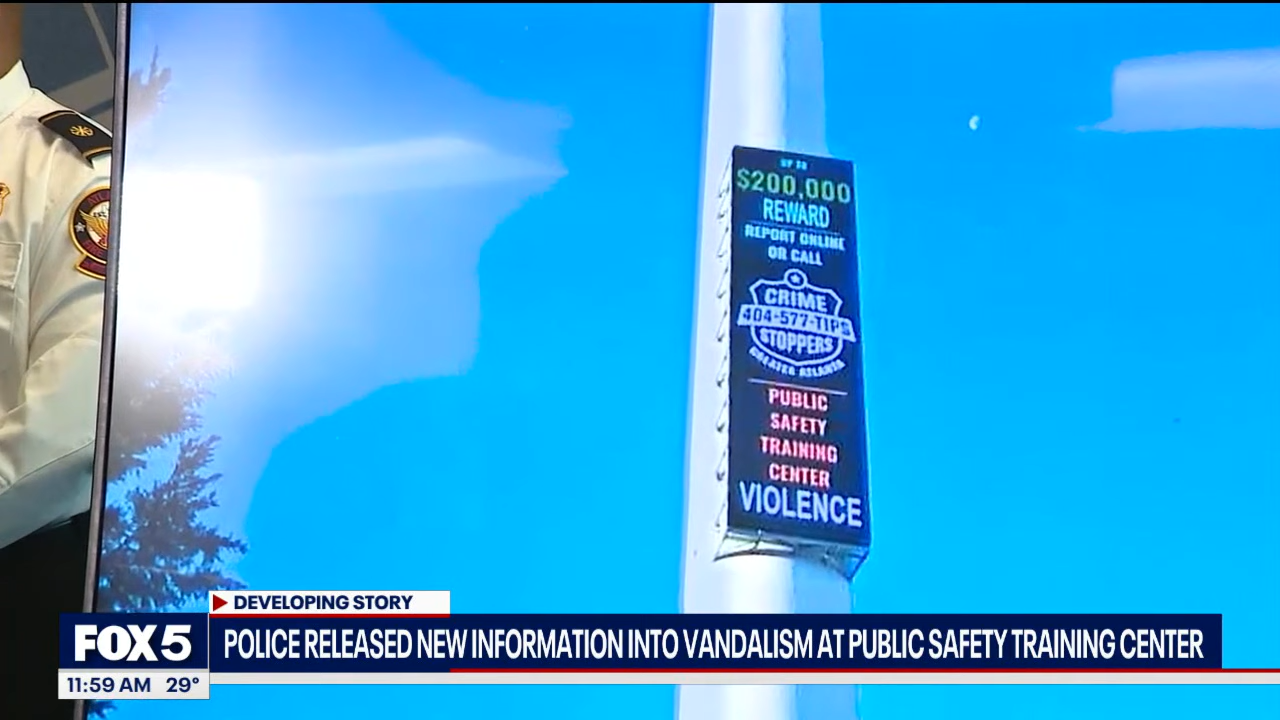 UP TO
$200,000
REWARD
REPORT ONLINE
OR CALL
CRIME
404-577-TIPS
STOPPERS
GREATER ATLANTA
PUBLIC
SAFETY
TRAINING
CENTER
VIOLENCE
DEVELOPING STORY
FOX 5
POLICE RELEASED NEW INFORMATION INTO VANDALISM AT PUBLIC SAFETY TRAINING CENTER
11:59 AM 29°